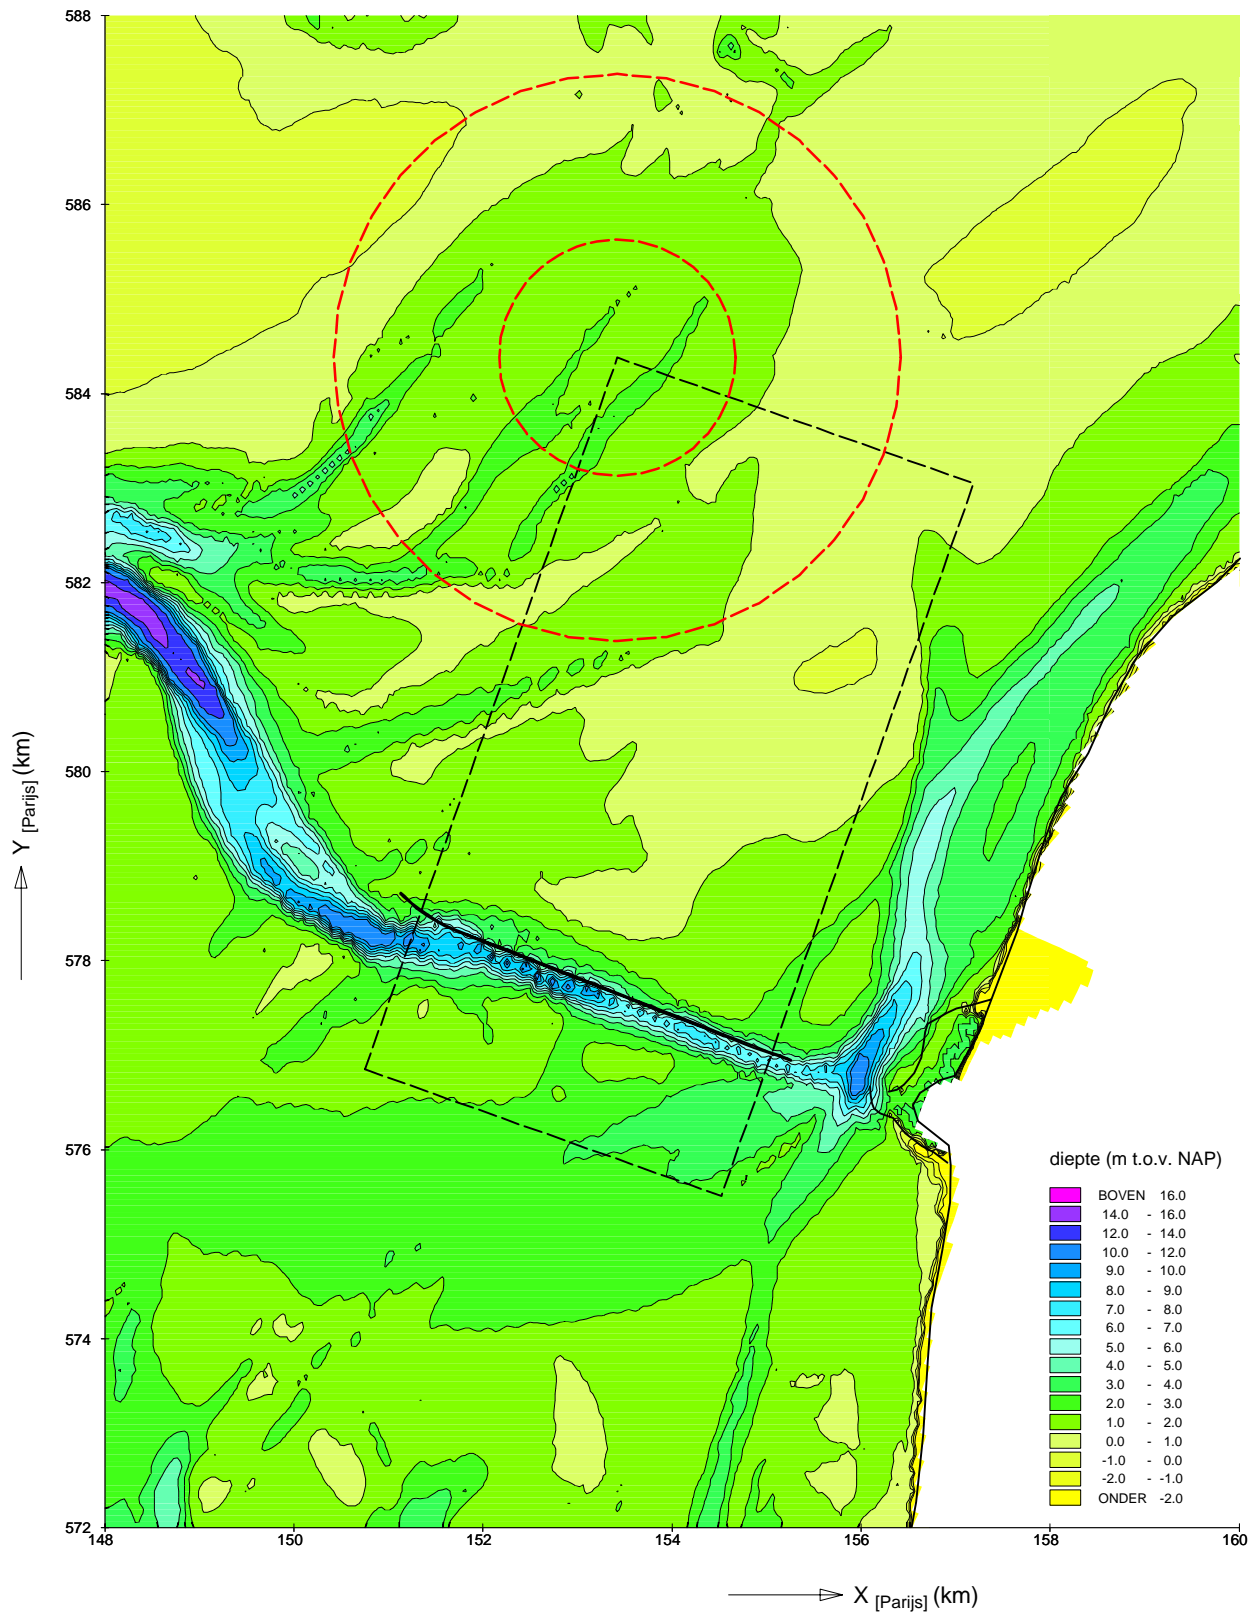 588
586
584
582
580
578
576
574
572
148
150
152
154
156
158
160
Y [Parijs] (km)
X [Parijs] (km)
diepte (m t.o.v. NAP)
BOVEN 16.0
14.0 - 16.0
12.0 - 14.0
10.0 - 12.0
9.0 - 10.0
8.0 - 9.0
7.0 - 8.0
6.0 - 7.0
5.0 - 6.0
4.0 - 5.0
3.0 - 4.0
2.0 - 3.0
1.0 - 2.0
0.0 - 1.0
-1.0 - 0.0
-2.0 - -1.0
ONDER -2.0